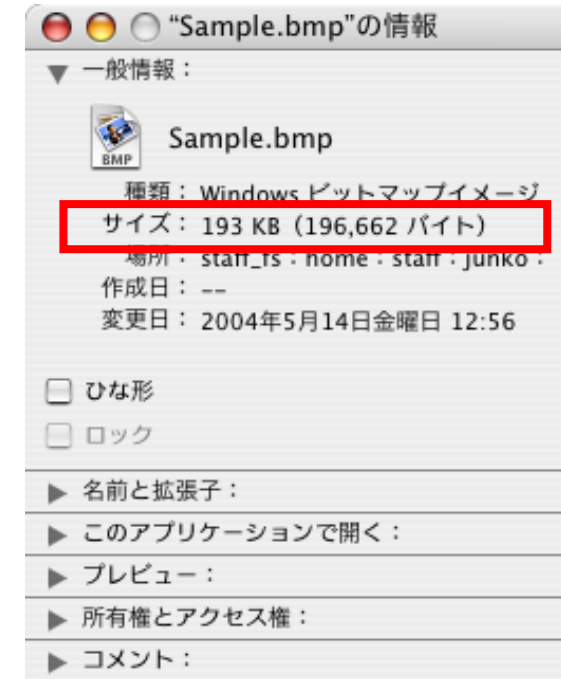 “Sample.bmp”の情報
一般情報：
BMP
Sample.bmp
種類： Windows ビットマップイメージ
サイズ： 193 KB（196,662 バイト）
場所： staff_fs：home：staff：junko：
作成日： --
変更日： 2004年5月14日金曜日 12:56
ひな形
ロック
名前と拡張子：
このアプリケーションで開く：
プレビュー：
所有権とアクセス権：
コメント：